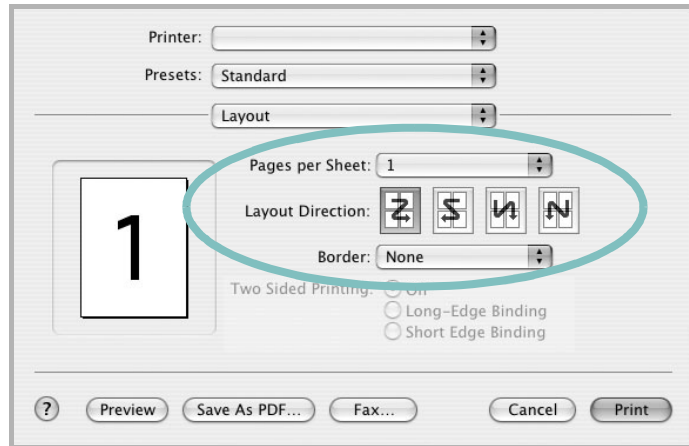 Printer:
Presets: Standard
Layout
Pages per Sheet: 1
Layout Direction:
Border: None
1
Two Sided Printing: Off
Long-Edge Binding
Short Edge Binding
? Preview Save As PDF... Fax... Cancel Print